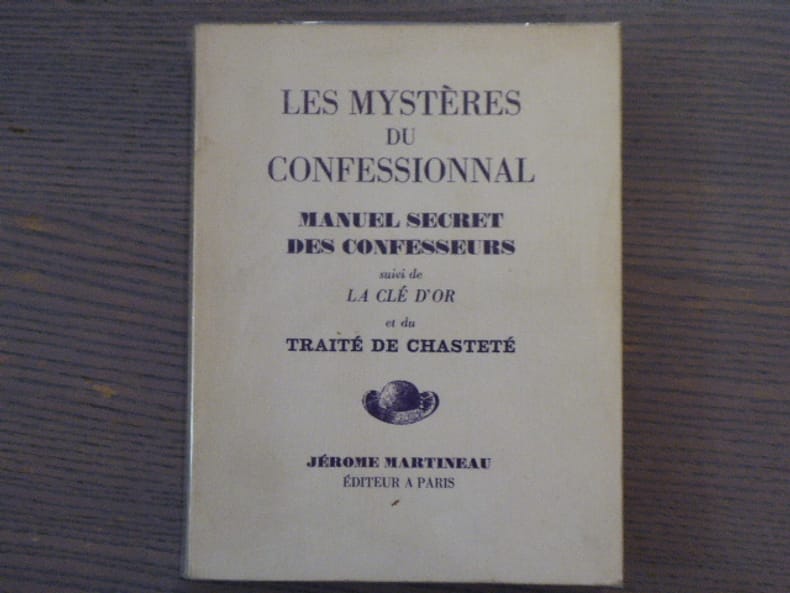 LES MYSTÈRES
DU
CONFESSIONNAL
MANUEL SECRET
DES CONFESSEURS
suivi de
LA CLÉ D'OR
et du
TRAITÉ DE CHASTETÉ
JÉROME MARTINEAU
ÉDITEUR A PARIS